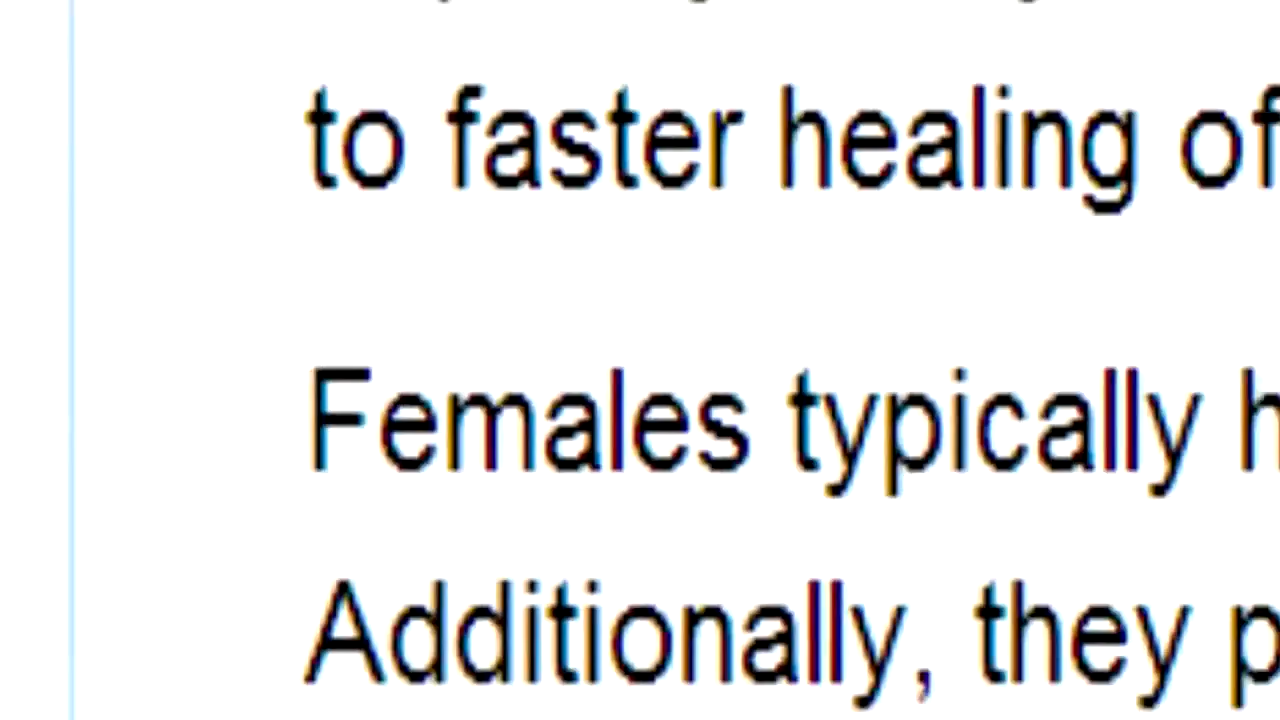 to faster healing of
Females typically h
Additionally, they p